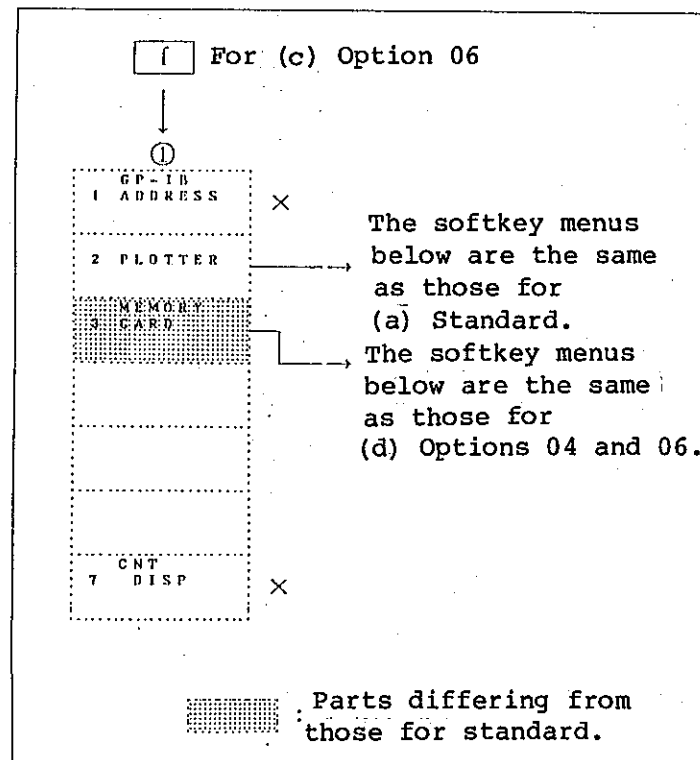 ſ For (c) Option 06
①
GP-IB
1 ADDRESS ×
2 PLOTTER
The softkey menus
below are the same
as those for
(a) Standard.
MEMORY
3 CARD
The softkey menus
below are the same
as those for
(d) Options 04 and 06.
CNT
7 DISP ×
: Parts differing from
those for standard.